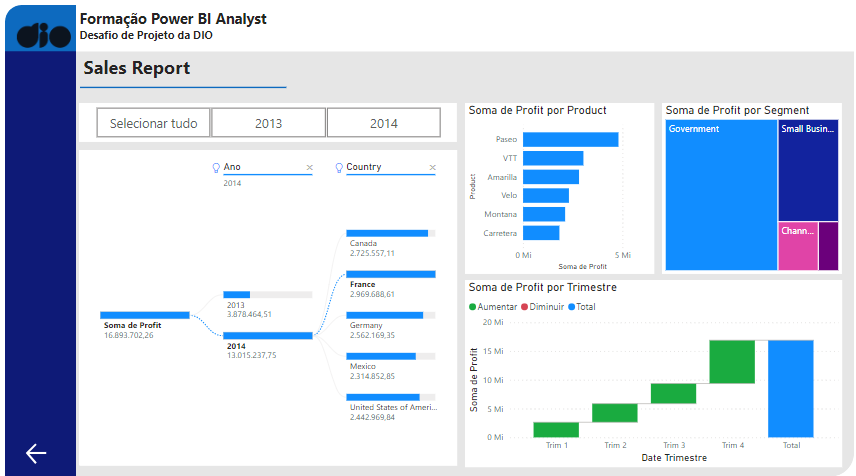 dio
Formação Power BI Analyst
Desafio de Projeto da DIO
Sales Report
Selecionar tudo
2013
2014
Ano
2014
Country
Soma de Profit
16.893.702,26
2013
3.878.464,51
2014
13.015.237,75
Canada
2.725.557,11
France
2.969.688,61
Germany
2.562.169,35
Mexico
2.314.852,85
United States of Ameri...
2.442.969,84
Soma de Profit por Product
Product
Paseo
VTT
Amarilla
Velo
Montana
Carretera
0 Mi
5 Mi
Soma de Profit
Soma de Profit por Segment
Government
Small Busin...
Chann...
Soma de Profit por Trimestre
Aumentar
Diminuir
Total
Soma de Profit
20 Mi
15 Mi
10 Mi
5 Mi
0 Mi
Trim 1
Trim 2
Trim 3
Trim 4
Total
Date Trimestre